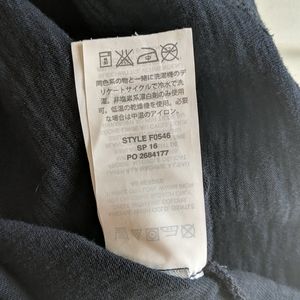 同色系の物と一緒に洗濯機のデ
リケートサイクルで冷水で洗
う。非塩素系漂白剤のみ使用可
能。低温の乾燥機を使用。必要
な場合は中温のアイロン。
STYLE F0546
SP 16
PO 2684177